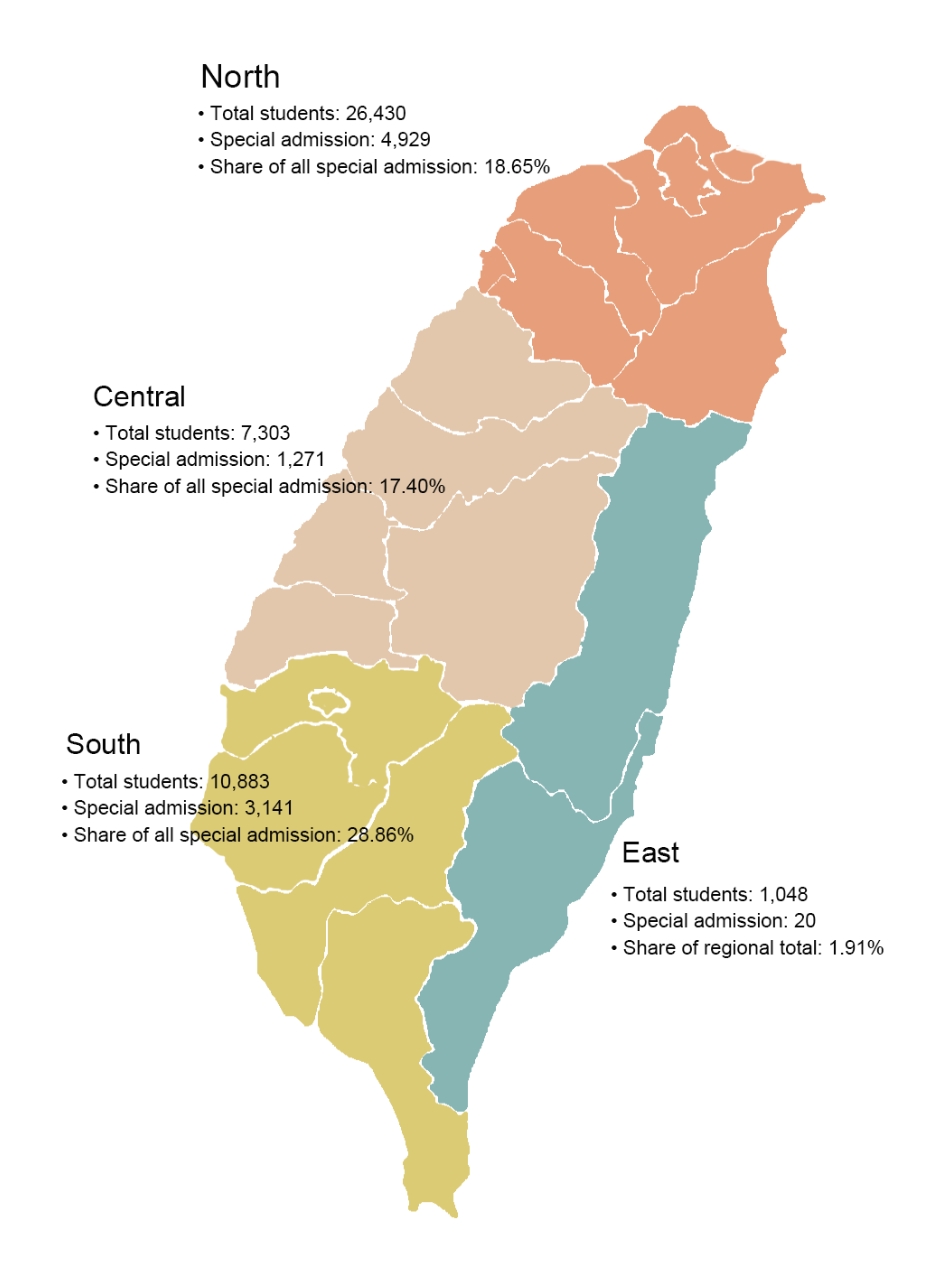 North
• Total students: 26,430
• Special admission: 4,929
• Share of all special admission: 18.65%
Central
• Total students: 7,303
• Special admission: 1,271
• Share of all special admission: 17.40%
South
• Total students: 10,883
• Special admission: 3,141
• Share of all special admission: 28.86%
East
• Total students: 1,048
• Special admission: 20
• Share of regional total: 1.91%